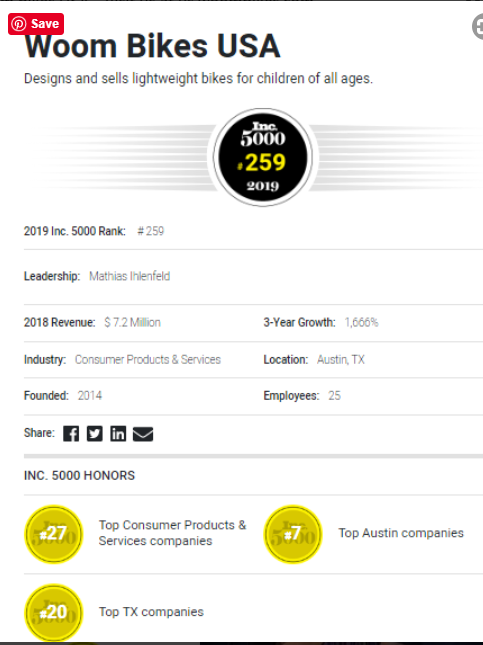 Save
Woom Bikes USA
Designs and sells lightweight bikes for children of all ages.
Inc.
5000
#259
2019
2019 Inc. 5000 Rank: # 259
Leadership: Mathias Ihlenfeld
2018 Revenue: $ 7.2 Million
3-Year Growth: 1,666%
Industry: Consumer Products & Services
Location: Austin, TX
Founded: 2014
Employees: 25
Share:
INC. 5000 HONORS
#27
Top Consumer Products &
Services companies
#7
Top Austin companies
#20
Top TX companies